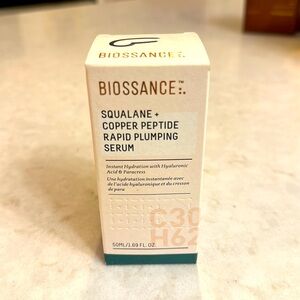 BIOSSANCE™
SQUALANE +
COPPER PEPTIDE
RAPID PLUMPING
SERUM
Instant Hydration with Hyaluronic
Acid & Paracress
Une hydratation instantanée avec
de l'acide hyaluronique et du cresson
de para
C30
H62
50ML/1.69 FL. OZ.